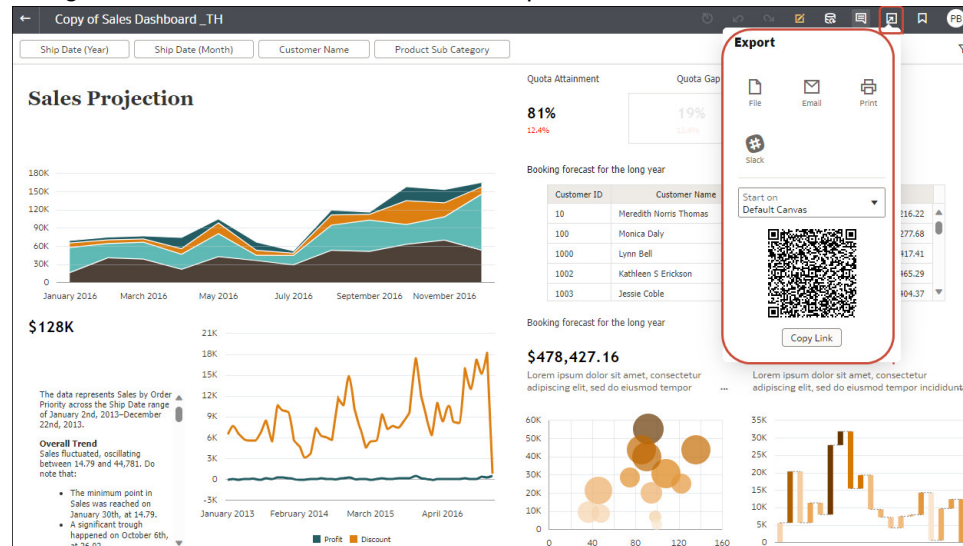 Copy of Sales Dashboard _TH
PB
Ship Date (Year)
Ship Date (Month)
Customer Name
Product Sub Category
Export
File
Email
Print
Slack
Start on
Default Canvas
Copy Link
Sales Projection
Quota Attainment
Quota Gap
81%
12.4%
19%
12.4%
Booking forecast for the long year
Customer ID
Customer Name
10
Meredith Norris Thomas
216.22
100
Monica Daly
277.68
1000
Lynn Bell
417.41
1002
Kathleen S Erickson
465.29
1003
Jessie Coble
404.37
180K
150K
120K
90K
60K
30K
0
January 2016
March 2016
May 2016
July 2016
September 2016
November 2016
$128K
The data represents Sales by Order
Priority across the Ship Date range
of January 2nd, 2013–December
22nd, 2013.
Overall Trend
Sales fluctuated, oscillating
between 14.79 and 44,781. Do
note that:
• The minimum point in
Sales was reached on
January 30th, at 14.79.
• A significant trough
happened on October 6th,
21K
18K
15K
12K
9K
6K
3K
0
-3K
January 2013
February 2014
March 2015
April 2016
Profit
Discount
Booking forecast for the long year
$478,427.16
Lorem ipsum dolor sit amet, consectetur
adipiscing elit, sed do eiusmod tempor
...
60K
50K
40K
30K
20K
10K
0
0
40
80
120
160
Lorem ipsum dolor sit amet, consectetur
adipiscing elit, sed do eiusmod tempor incididunt
35K
30K
25K
20K
15K
10K
5K
0